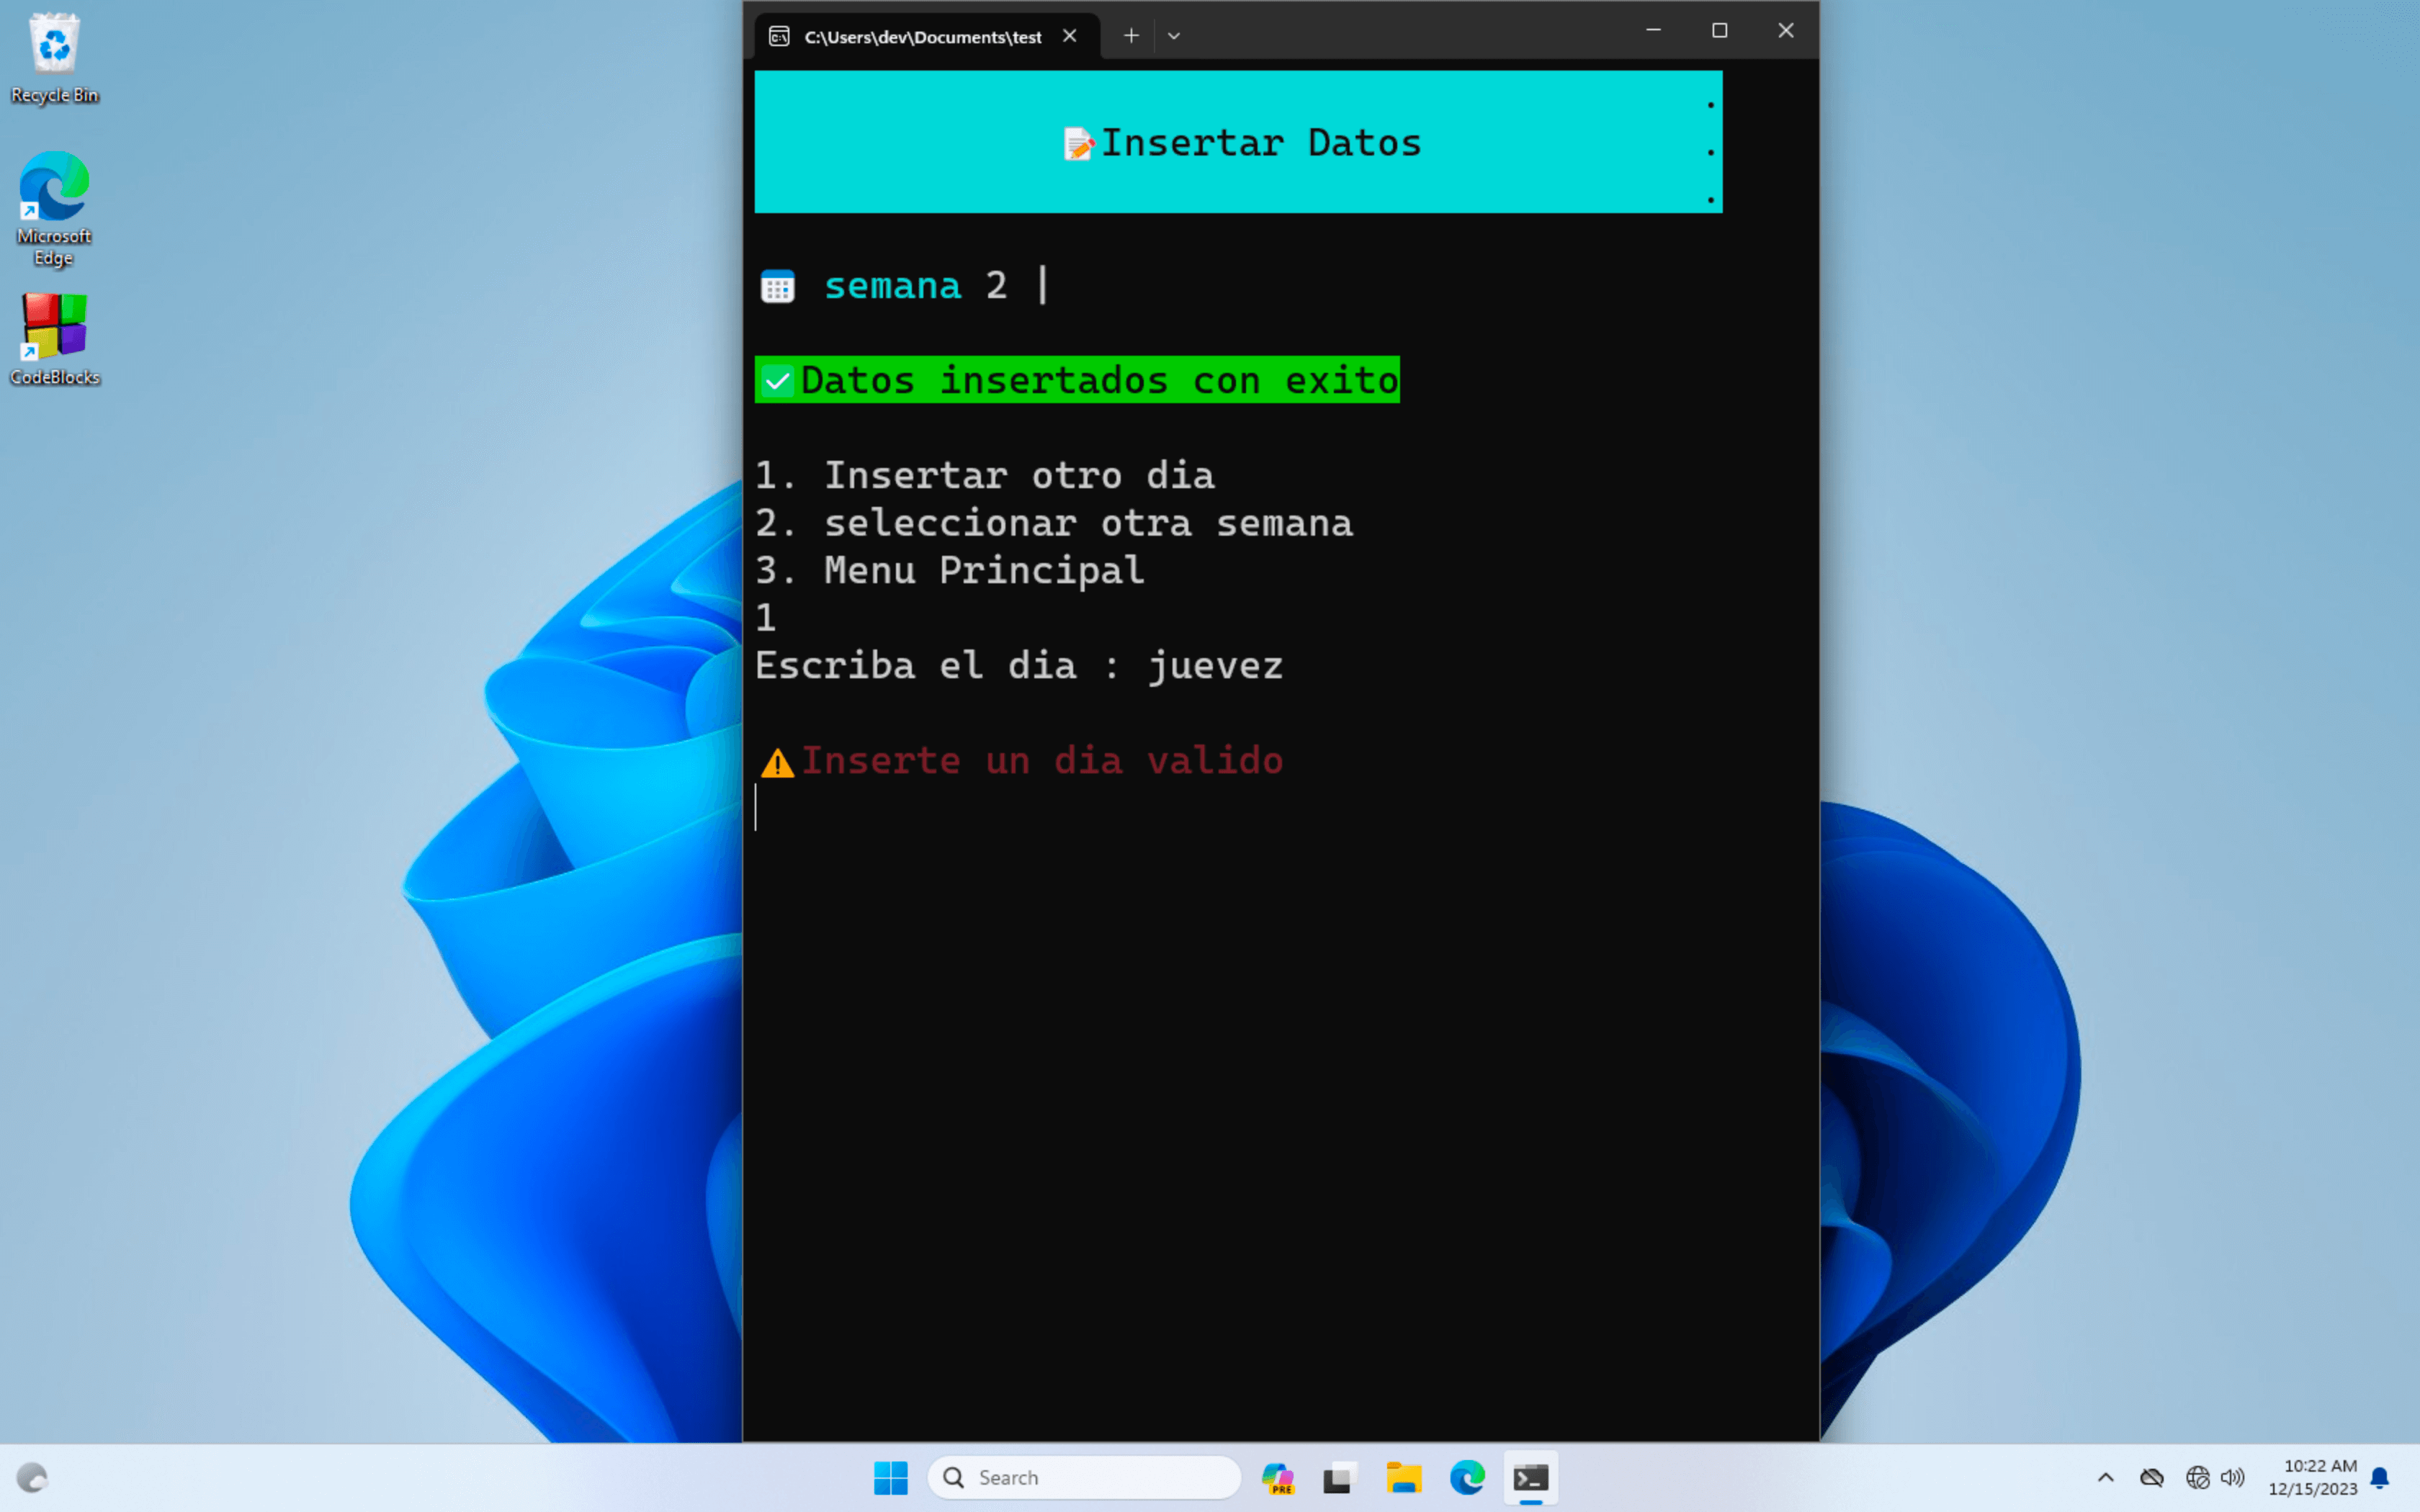 Recycle Bin
Microsoft
Edge
CodeBlocks
C:\Users\dev\Documents\test
.
📝Insertar Datos
.
.
📅 semana 2 |
✅Datos insertados con exito
1. Insertar otro dia
2. seleccionar otra semana
3. Menu Principal
1
Escriba el dia : juevez
⚠Inserte un dia valido
Search
PRE
10:22 AM
12/15/2023